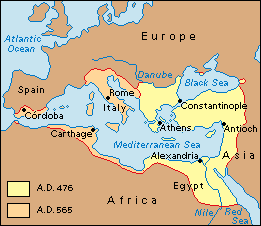 Atlantic
Ocean
Europe
Danube
Black Sea
Spain
Rome
Italy
Constantinople
Córdoba
Carthage
Athens
Antioch
Mediterranean Sea
Asia
Alexandria
Egypt
A.D. 476
A.D. 565
Africa
Nile
Red
Sea